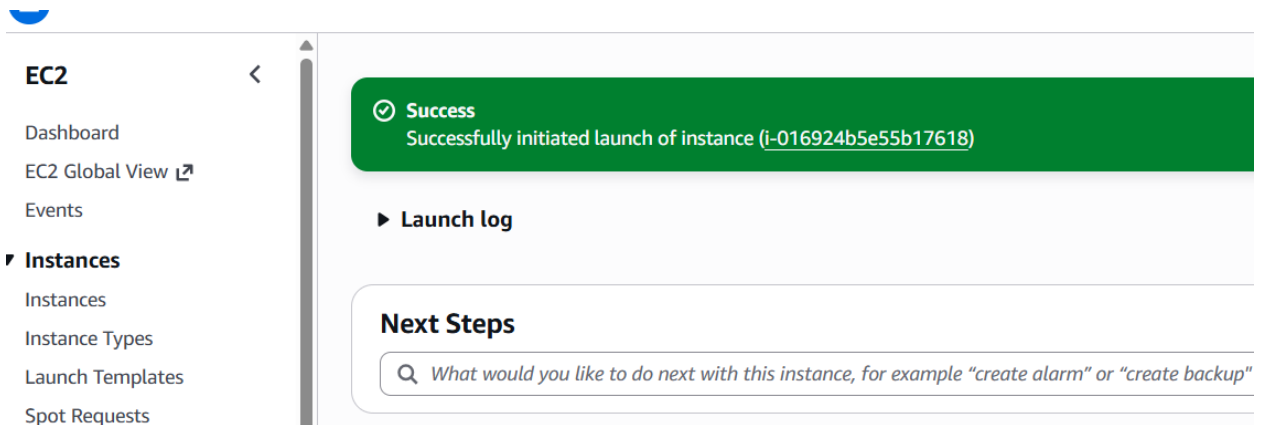 EC2
Dashboard
EC2 Global View
Events
Instances
Instances
Instance Types
Launch Templates
Spot Requests
Success
Successfully initiated launch of instance (i-016924b5e55b17618)
Launch log
Next Steps
What would you like to do next with this instance, for example “create alarm” or “create backup”